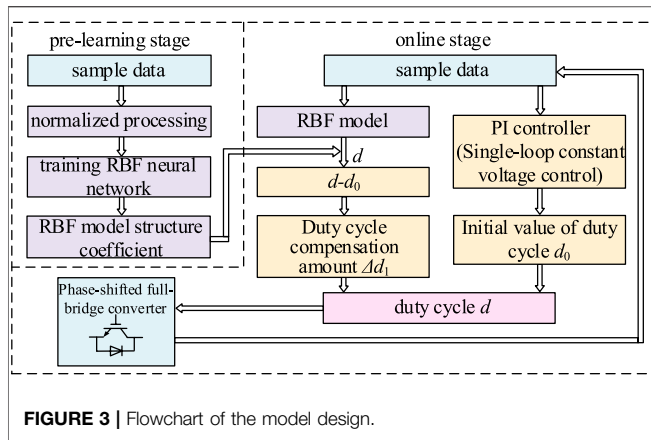 pre-learning stage
sample data
normalized processing
training RBF neural
network
RBF model structure
coefficient
online stage
sample data
RBF model
d
d-d0
Duty cycle
compensation
amount Δd1
PI controller
(Single-loop constant
voltage control)
Initial value of duty
cycle d0
duty cycle d
Phase-shifted full-
bridge converter
FIGURE 3 | Flowchart of the model design.